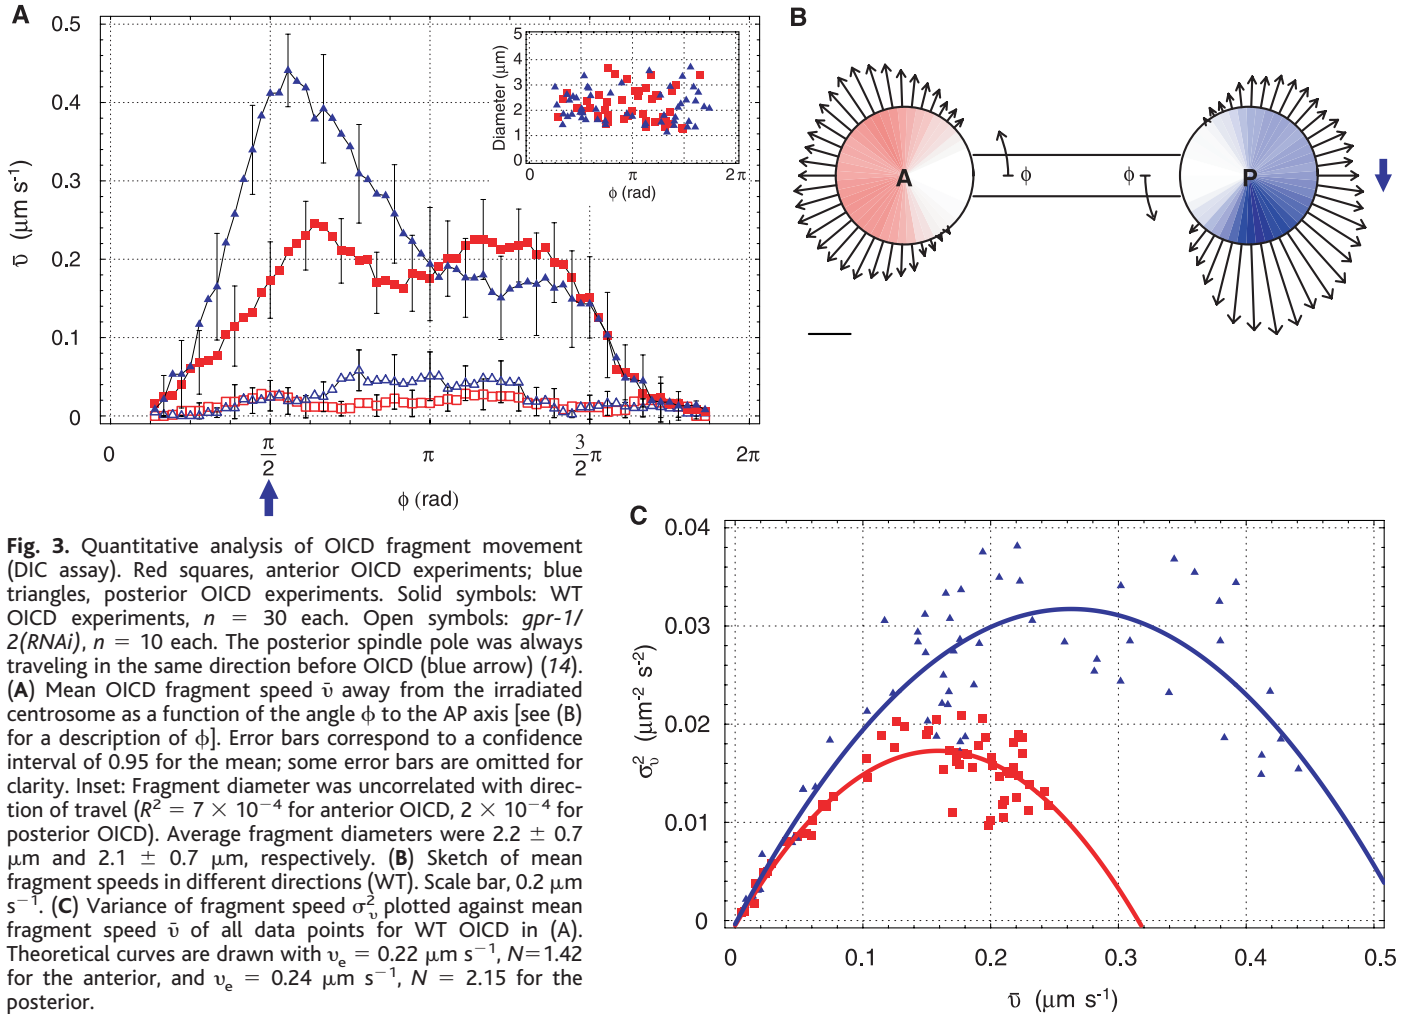 A
0.5
0.4
0.3
0.2
0.1
0
ῡ (μm s⁻¹)
0
π/2
π
3/2 π
2π
ϕ (rad)
5
4
3
2
1
0
Diameter (μm)
0
π
2π
ϕ (rad)
B
A
ϕ
ϕ
P
Fig. 3. Quantitative analysis of OICD fragment movement
(DIC assay). Red squares, anterior OICD experiments; blue
triangles, posterior OICD experiments. Solid symbols: WT
OICD experiments, n = 30 each. Open symbols: gpr-1/
2(RNAi), n = 10 each. The posterior spindle pole was always
traveling in the same direction before OICD (blue arrow) (14).
(A) Mean OICD fragment speed ῡ away from the irradiated
centrosome as a function of the angle ϕ to the AP axis [see (B)
for a description of ϕ]. Error bars correspond to a confidence
interval of 0.95 for the mean; some error bars are omitted for
clarity. Inset: Fragment diameter was uncorrelated with direc-
tion of travel (R² = 7 × 10⁻⁴ for anterior OICD, 2 × 10⁻⁴ for
posterior OICD). Average fragment diameters were 2.2 ± 0.7
μm and 2.1 ± 0.7 μm, respectively. (B) Sketch of mean
fragment speeds in different directions (WT). Scale bar, 0.2 μm
s⁻¹. (C) Variance of fragment speed σ²ᵥ plotted against mean
fragment speed ῡ of all data points for WT OICD in (A).
Theoretical curves are drawn with υₑ = 0.22 μm s⁻¹, N=1.42
for the anterior, and υₑ = 0.24 μm s⁻¹, N = 2.15 for the
posterior.
C
0.04
0.03
0.02
0.01
0
σ²ᵥ (μm⁻² s⁻²)
0
0.1
0.2
0.3
0.4
0.5
ῡ (μm s⁻¹)